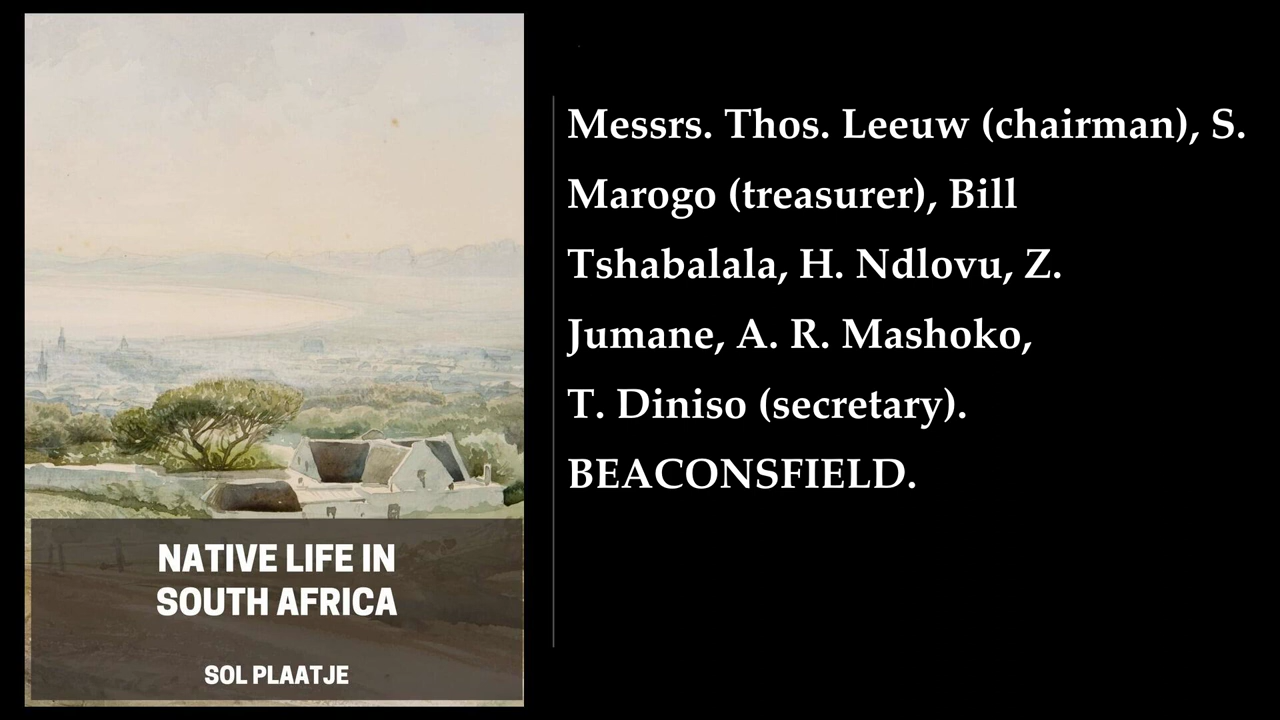 NATIVE LIFE IN
SOUTH AFRICA
SOL PLAATJE
Messrs. Thos. Leeuw (chairman), S.
Marogo (treasurer), Bill
Tshabalala, H. Ndlovu, Z.
Jumane, A. R. Mashoko,
T. Diniso (secretary).
BEACONSFIELD.